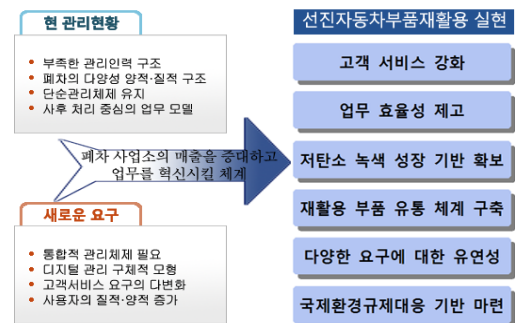 현 관리현황
• 부족한 관리인력 구조
• 폐차의 다양성 양적·질적 구조
• 단순관리체제 유지
• 사후 처리 중심의 업무 모델
폐차 사업소의 매출을 증대하고
업무를 혁신시킬 체계
새로운 요구
• 통합적 관리체제 필요
• 디지털 관리 구체적 모형
• 고객서비스 요구의 다변화
• 사용자의 질적·양적 증가
선진자동차부품재활용 실현
고객 서비스 강화
업무 효율성 제고
저탄소 녹색 성장 기반 확보
재활용 부품 유통 체계 구축
다양한 요구에 대한 유연성
국제환경규제대응 기반 마련